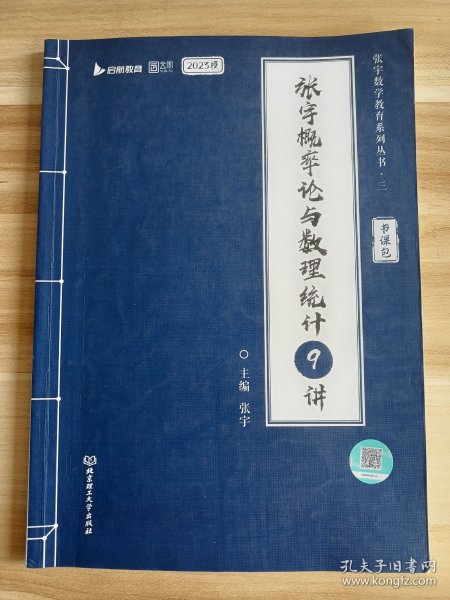 启航教育
云图
YUNTU
2023版
张宇数学教育系列丛书·三
书课包
张宇概率论与数理统计9讲
主编 张宇
北京理工大学出版社
孔夫子旧书网
www.kongfz.com